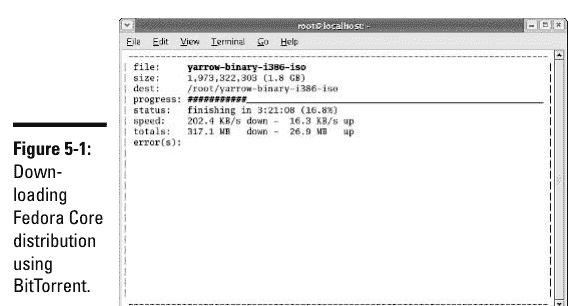 root@localhost:~
File Edit View Terminal Go Help
file: yarrow-binary-i386-iso
size: 1,973,322,303 (1.8 GB)
dest: /root/yarrow-binary-i386-iso
progress: ###########
status: finishing in 3:21:08 (16.8%)
speed: 202.4 KB/s down - 16.3 KB/s up
totals: 317.1 MB down - 26.9 MB up
error(s):
Figure 5-1:
Down-
loading
Fedora Core
distribution
using
BitTorrent.